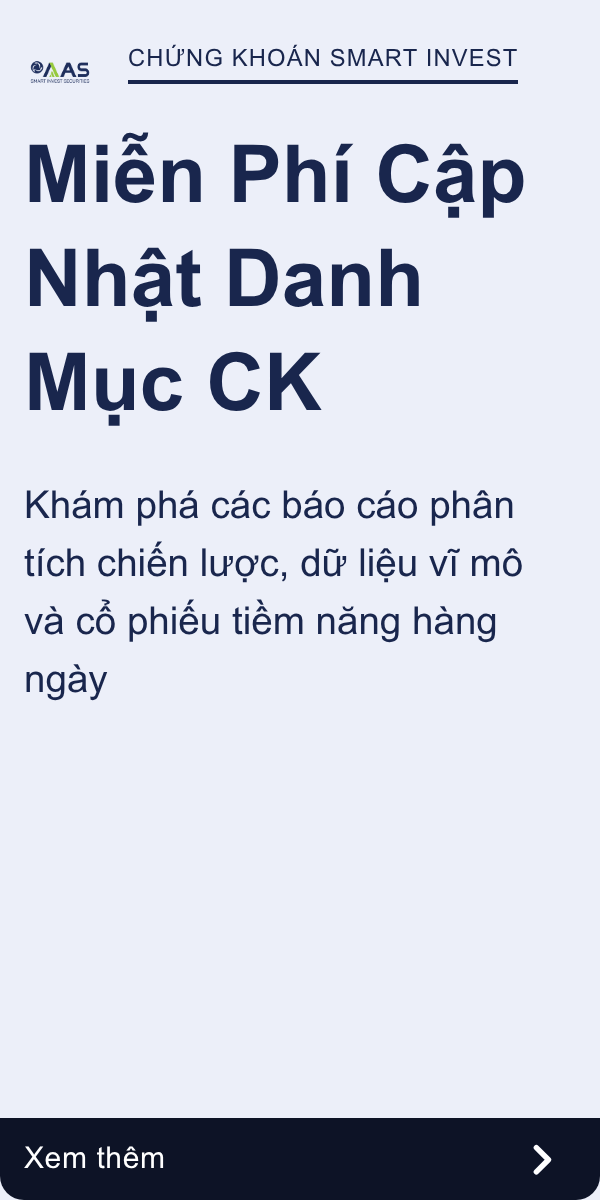 AAS
SMART INVEST SECURITIES
CHỨNG KHOÁN SMART INVEST
Miễn Phí Cập
Nhật Danh
Mục CK
Khám phá các báo cáo phân
tích chiến lược, dữ liệu vĩ mô
và cổ phiếu tiềm năng hàng
ngày
Xem thêm